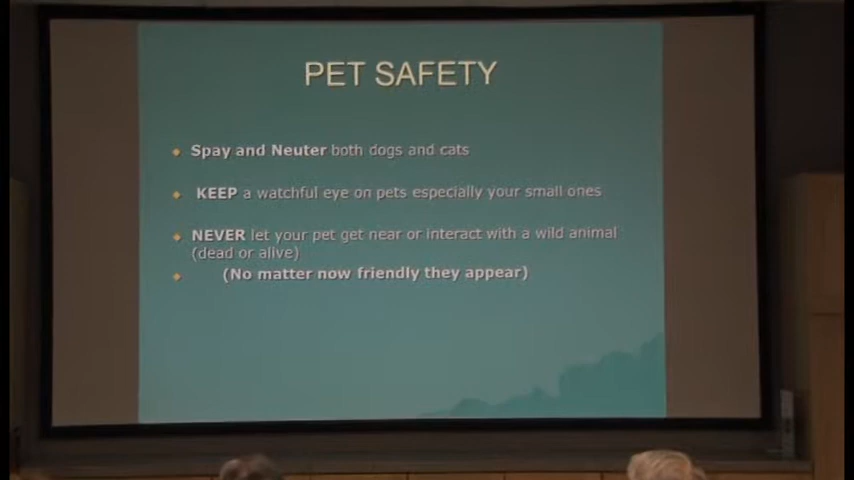 PET SAFETY
Spay and Neuter both dogs and cats
KEEP a watchful eye on pets especially your small ones
NEVER let your pet get near or interact with a wild animal
(dead or alive)
(No matter now friendly they appear)